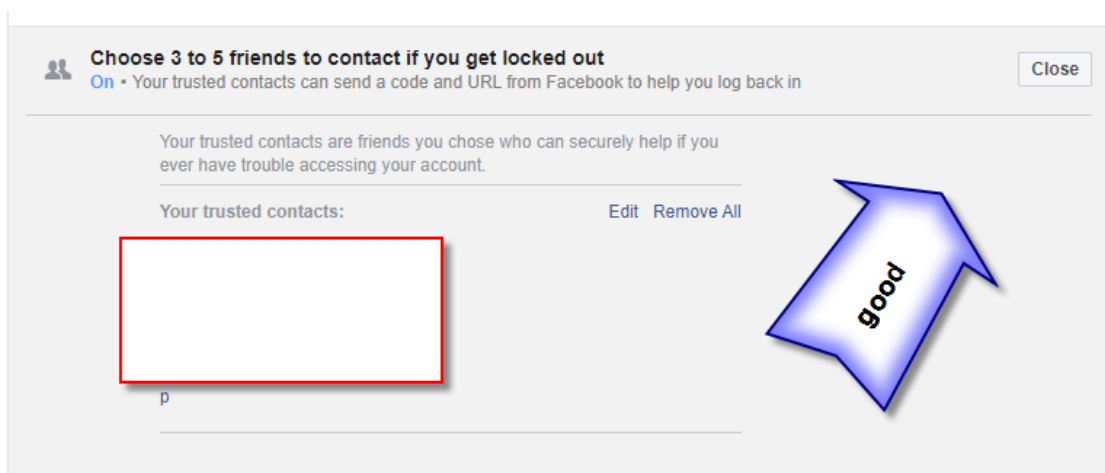 Choose 3 to 5 friends to contact if you get locked out
On • Your trusted contacts can send a code and URL from Facebook to help you log back in
Close
Your trusted contacts are friends you chose who can securely help if you
ever have trouble accessing your account.
Your trusted contacts:
Edit Remove All
good
p